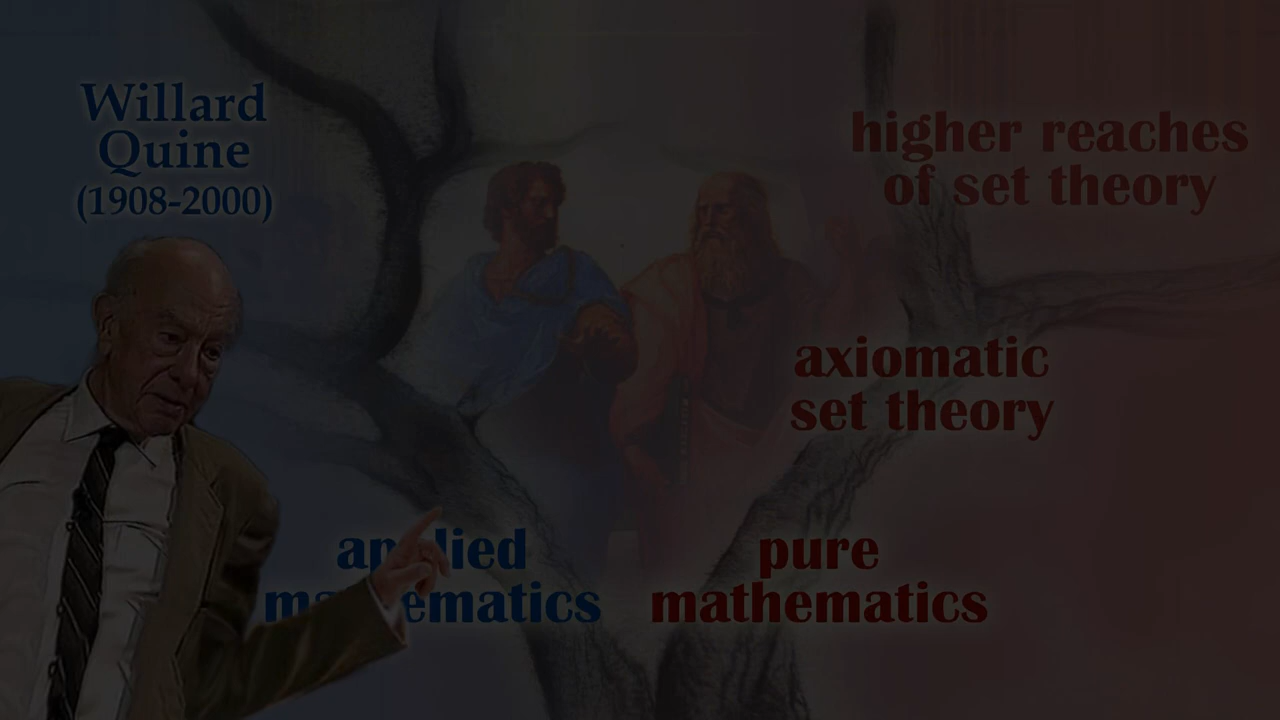 Willard
Quine
(1908-2000)
higher reaches
of set theory
axiomatic
set theory
applied
mathematics
pure
mathematics